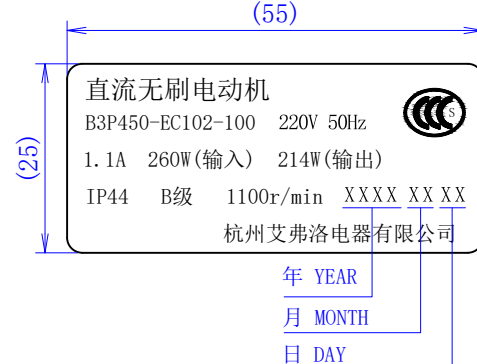 (55)
(25)
直流无刷电动机
B3P450-EC102-100 220V 50Hz
S
1.1A 260W(输入) 214W(输出)
IP44 B级 1100r/min XXXX XX XX
杭州艾弗洛电器有限公司
年 YEAR
月 MONTH
日 DAY